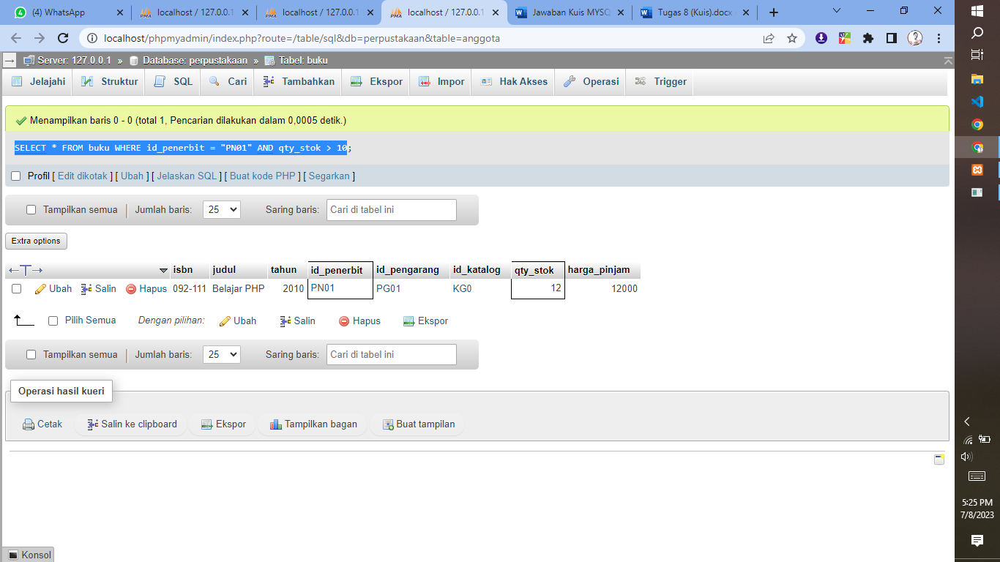 (4) WhatsApp
localhost / 127.0.0.1
localhost / 127.0.0.1
localhost / 127.0.0.1
Jawaban Kuis MYSQ
Tugas 8 (Kuis).docx
localhost/phpmyadmin/index.php?route=/table/sql&db=perpustakaan&table=anggota
Server: 127.0.0.1 » Database: perpustakaan » Tabel: buku
Jelajahi Struktur SQL Cari Tambahkan Ekspor Impor Hak Akses Operasi Trigger
Menampilkan baris 0 - 0 (total 1, Pencarian dilakukan dalam 0,0005 detik.)
SELECT * FROM buku WHERE id_penerbit = "PN01" AND qty_stok > 10;
Profil [ Edit dikotak ] [ Ubah ] [ Jelaskan SQL ] [ Buat kode PHP ] [ Segarkan ]
Tampilkan semua Jumlah baris: 25 Saring baris: Cari di tabel ini
Extra options
←T→ isbn judul tahun id_penerbit id_pengarang id_katalog qty_stok harga_pinjam
Ubah Salin Hapus 092-111 Belajar PHP 2010 PN01 PG01 KG0 12 12000
Pilih Semua Dengan pilihan: Ubah Salin Hapus Ekspor
Tampilkan semua Jumlah baris: 25 Saring baris: Cari di tabel ini
Operasi hasil kueri
Cetak Salin ke clipboard Ekspor Tampilkan bagan Buat tampilan
Konsol
5:25 PM
7/8/2023